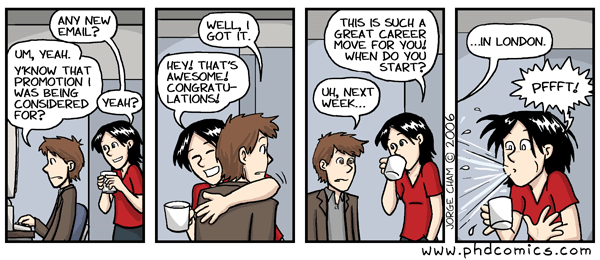 ANY NEW
EMAIL?
UM, YEAH.
Y'KNOW THAT
PROMOTION I
WAS BEING
CONSIDERED
FOR?
YEAH?
WELL, I
GOT IT.
HEY! THAT'S
AWESOME!
CONGRATU-
LATIONS!
THIS IS SUCH A
GREAT CAREER
MOVE FOR YOU!
WHEN DO YOU
START?
UH, NEXT
WEEK...
JORGE CHAM © 2006
...IN LONDON.
PFFFT!
www.phdcomics.com